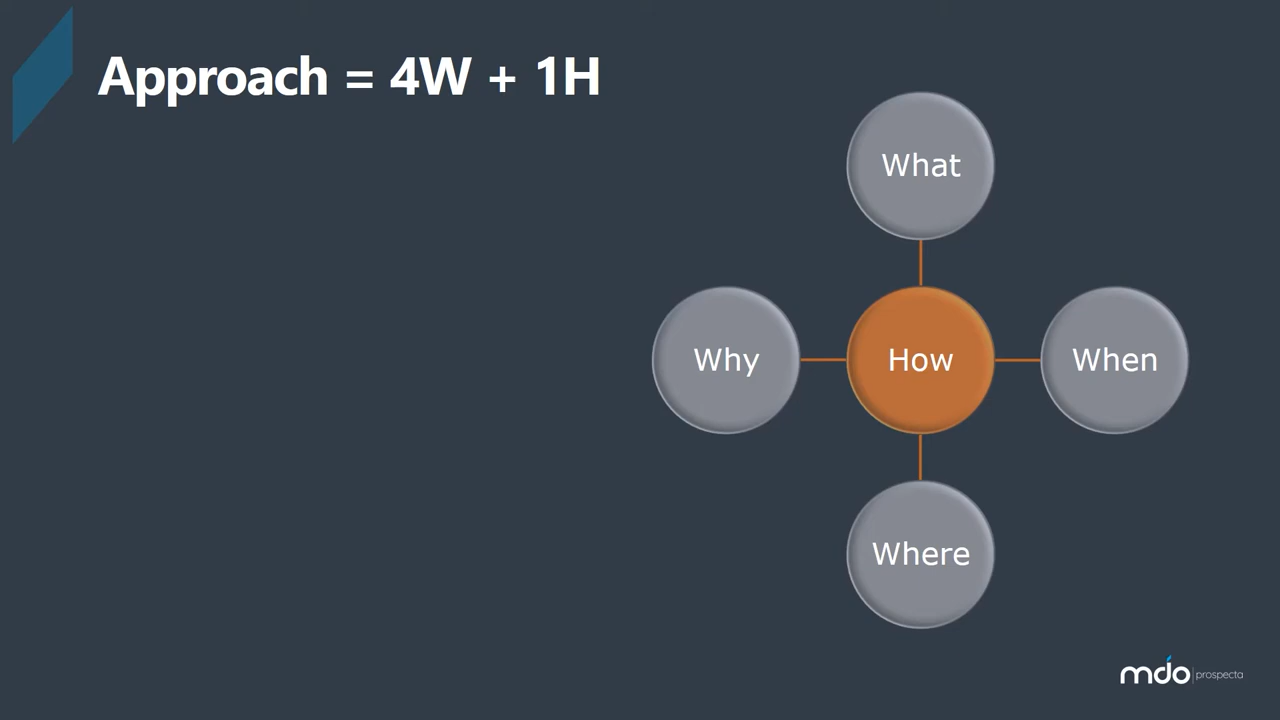 Approach = 4W + 1H
What
Why
How
When
Where
mdo prospecta